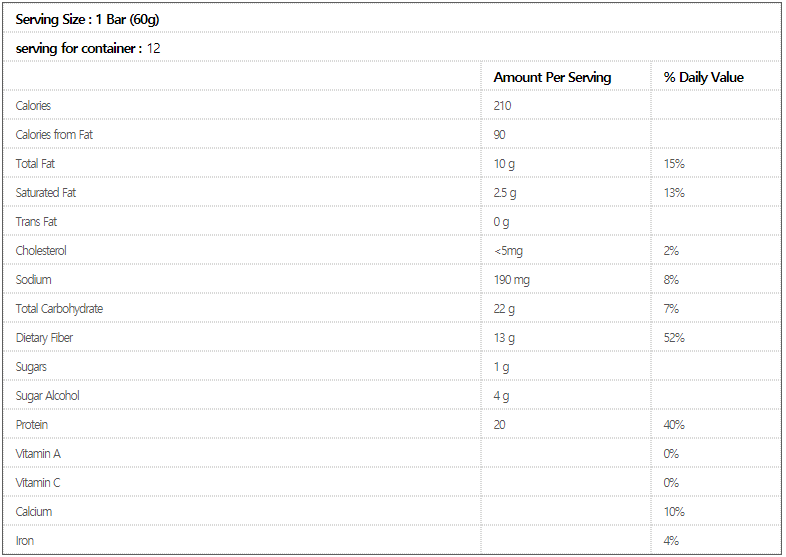 Serving Size : 1 Bar (60g)
serving for container : 12
Amount Per Serving % Daily Value
Calories 210
Calories from Fat 90
Total Fat 10 g 15%
Saturated Fat 2.5 g 13%
Trans Fat 0 g
Cholesterol <5mg 2%
Sodium 190 mg 8%
Total Carbohydrate 22 g 7%
Dietary Fiber 13 g 52%
Sugars 1 g
Sugar Alcohol 4 g
Protein 20 40%
Vitamin A 0%
Vitamin C 0%
Calcium 10%
Iron 4%